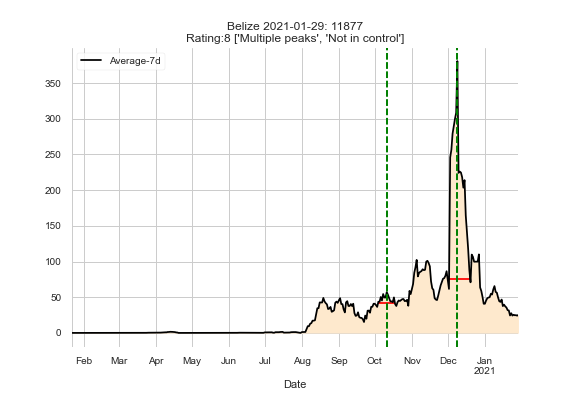 Belize 2021-01-29: 11877
Rating:8 ['Multiple peaks', 'Not in control']
Average-7d
350
300
250
200
150
100
50
0
Feb Mar Apr May Jun Jul Aug Sep Oct Nov Dec Jan
2021
Date